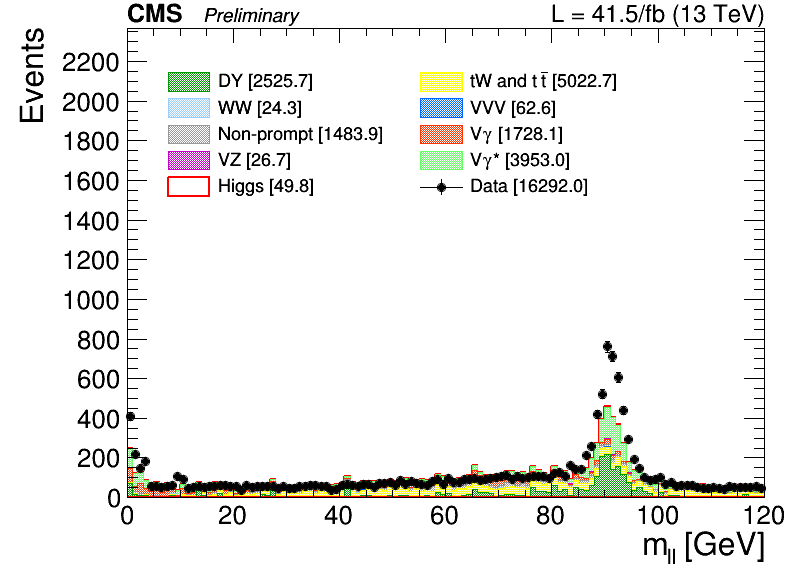 CMS Preliminary L = 41.5/fb (13 TeV)
Events
2200
2000
1800
1600
1400
1200
1000
800
600
400
200
0
DY [2525.7]
WW [24.3]
Non-prompt [1483.9]
VZ [26.7]
Higgs [49.8]
tW and t t̄ [5022.7]
VVV [62.6]
Vγ [1728.1]
Vγ* [3953.0]
Data [16292.0]
0 20 40 60 80 100 120
m_ll [GeV]